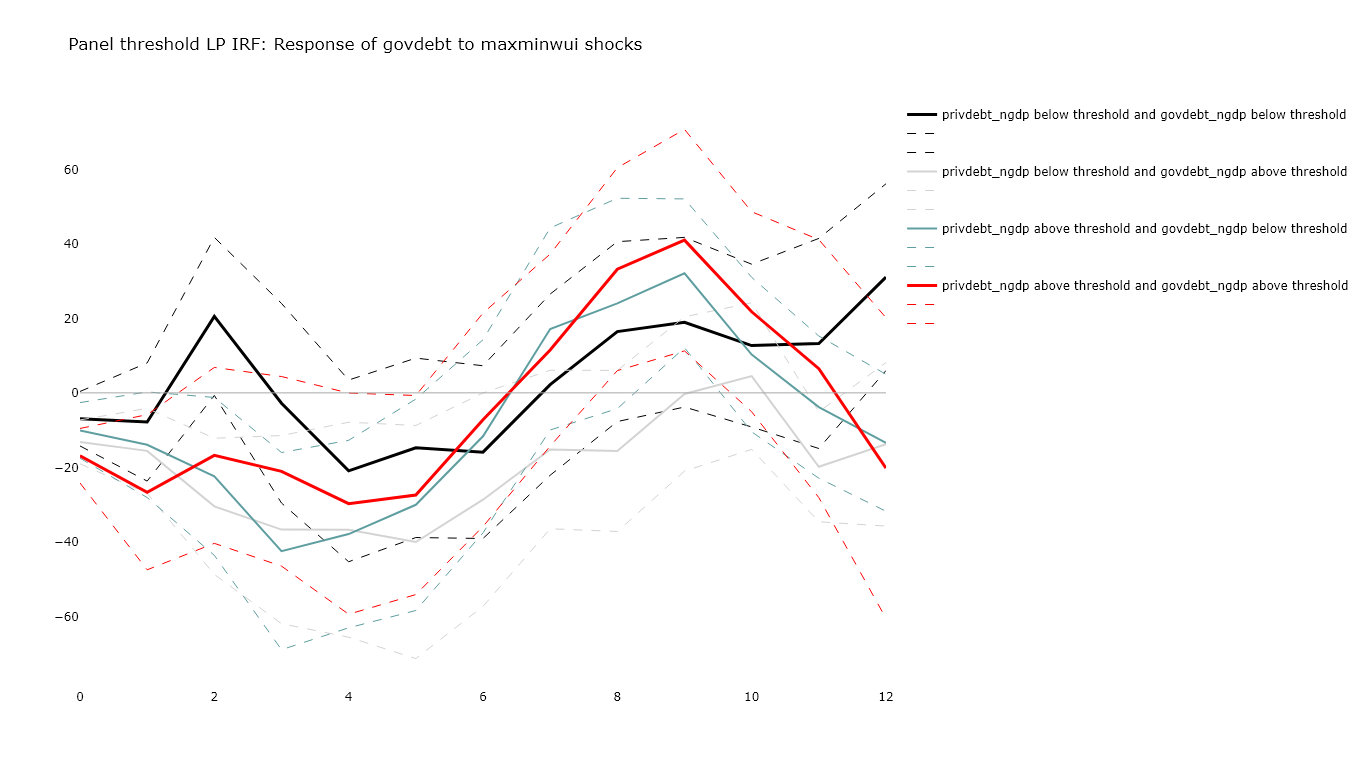 Panel threshold LP IRF: Response of govdebt to maxminwui shocks
privdebt_ngdp below threshold and govdebt_ngdp below threshold
privdebt_ngdp below threshold and govdebt_ngdp above threshold
privdebt_ngdp above threshold and govdebt_ngdp below threshold
privdebt_ngdp above threshold and govdebt_ngdp above threshold
60
40
20
0
−20
−40
−60
0 2 4 6 8 10 12